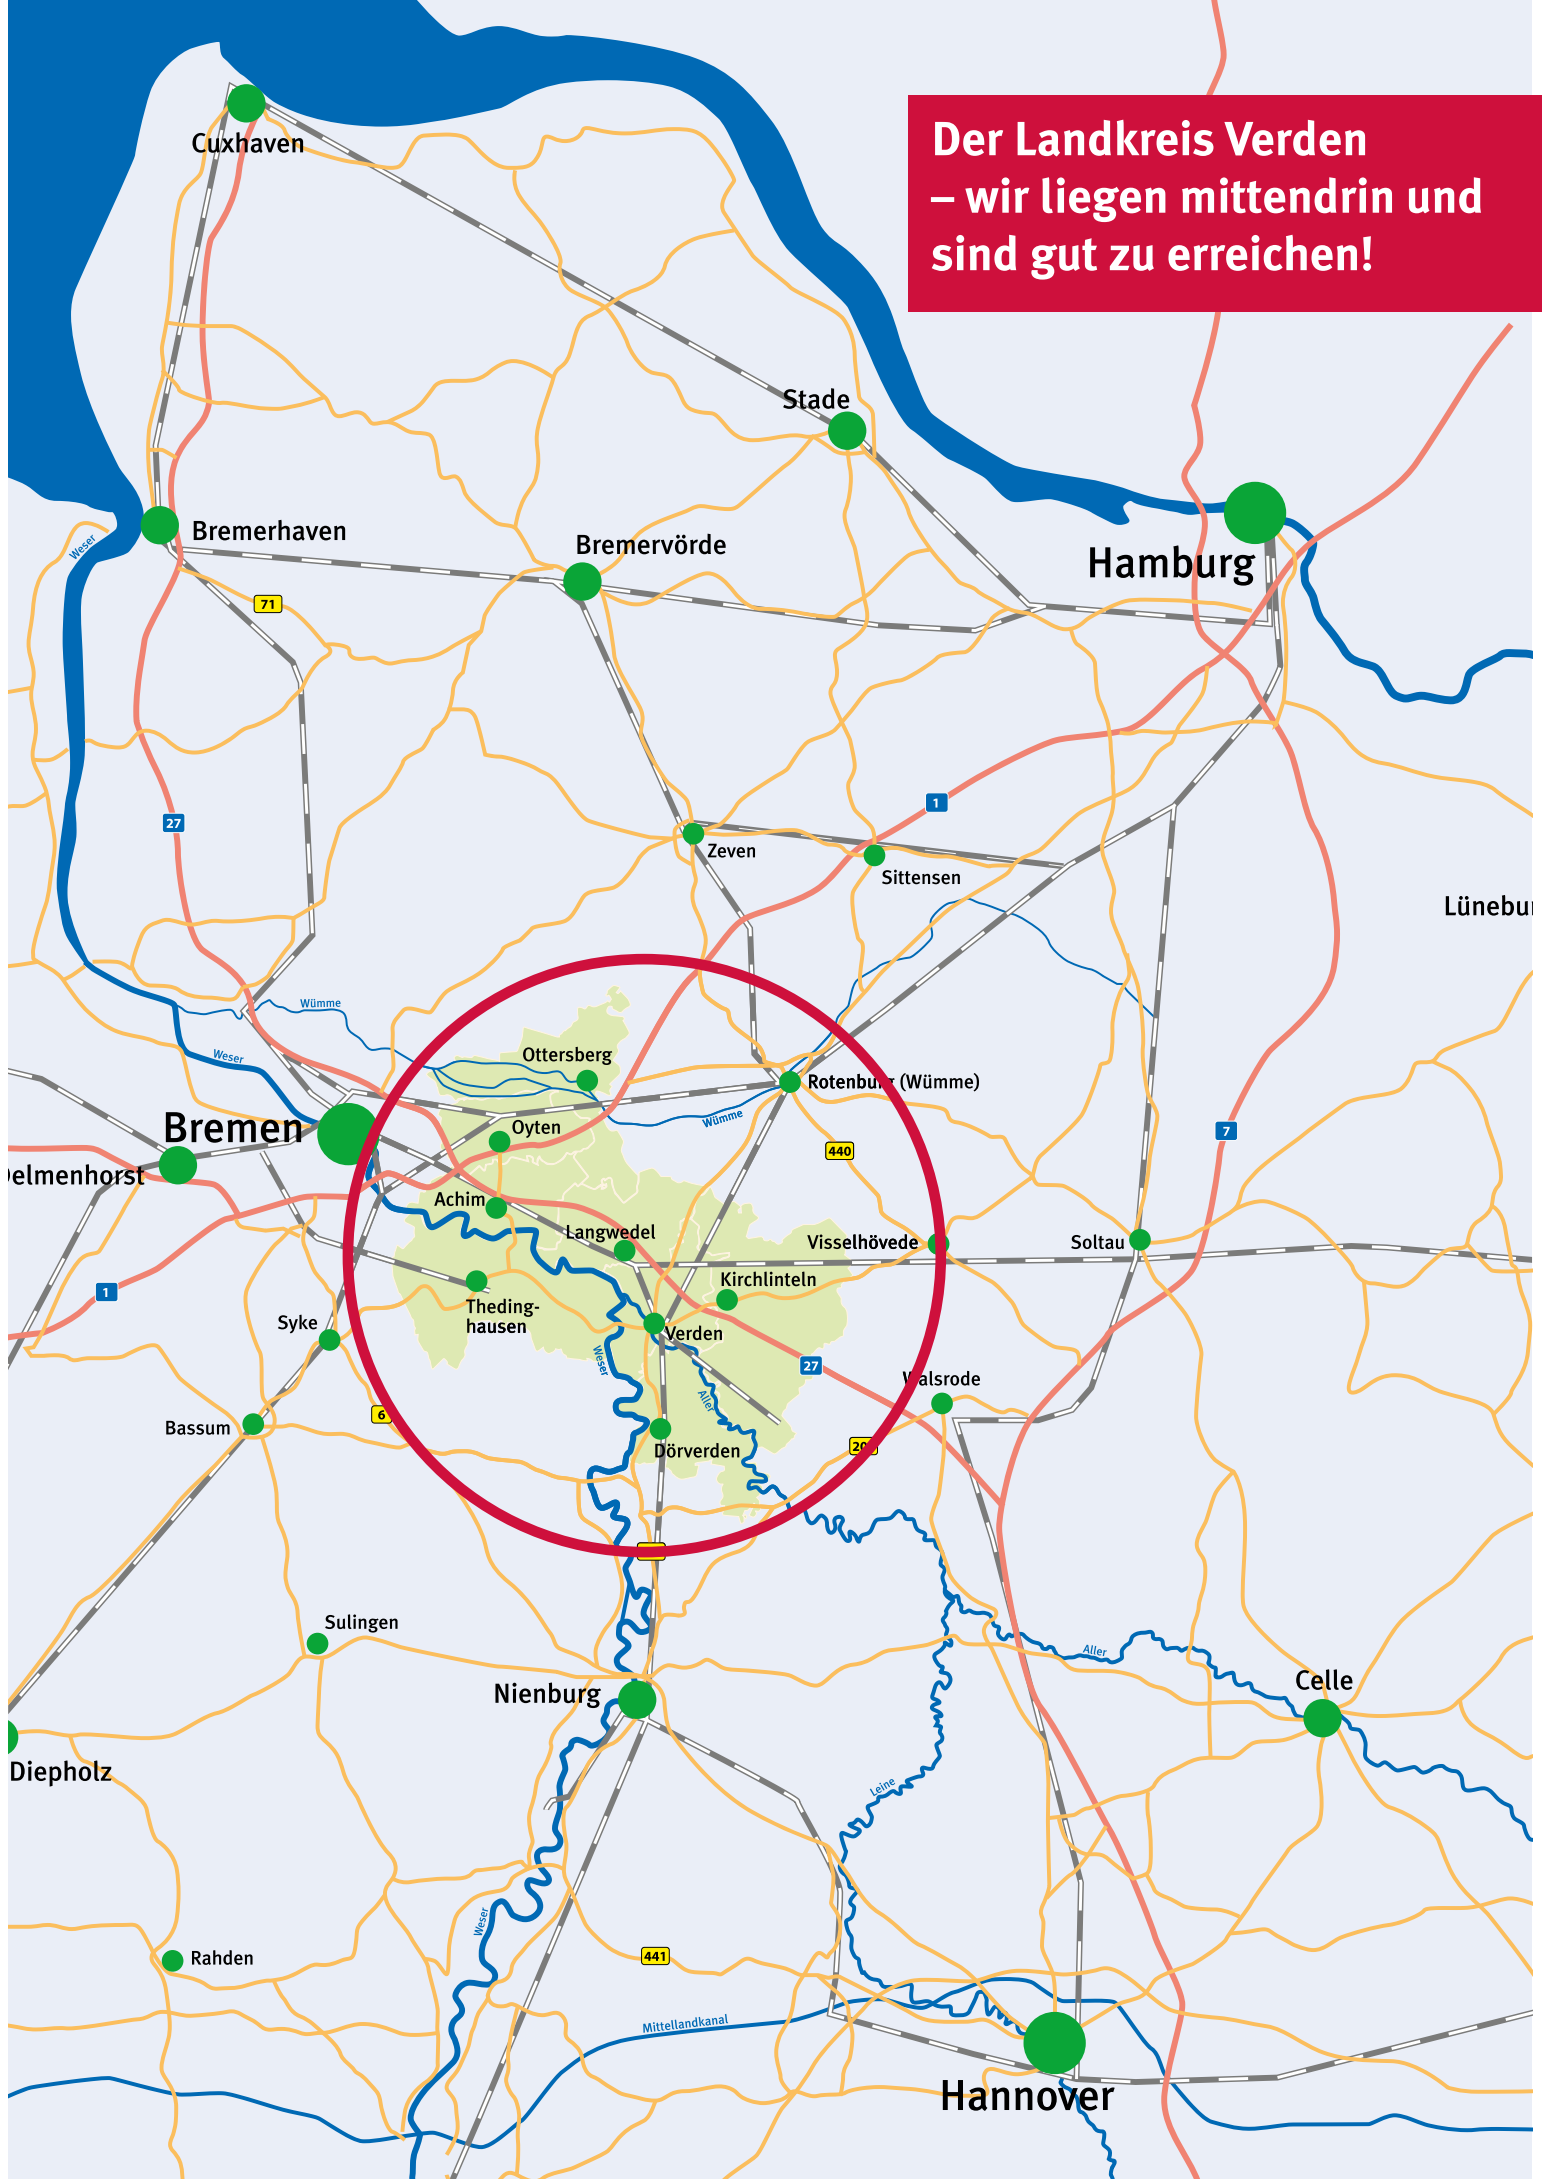 Der Landkreis Verden
– wir liegen mittendrin und
sind gut zu erreichen!
Cuxhaven
Stade
Bremerhaven
Weser
Bremervörde
Hamburg
71
27
1
Zeven
Sittensen
Wümme
Weser
Ottersberg
Rotenburg (Wümme)
Bremen
Oyten
Wümme
440
7
Achim
Langwedel
Visselhövede
Soltau
Kirchlinteln
1
Theding-
hausen
Syke
Verden
Weser
27
Walsrode
Aller
6
Bassum
Dörverden
Sulingen
Aller
Nienburg
Celle
Diepholz
Leine
Weser
Rahden
441
Mittellandkanal
Hannover